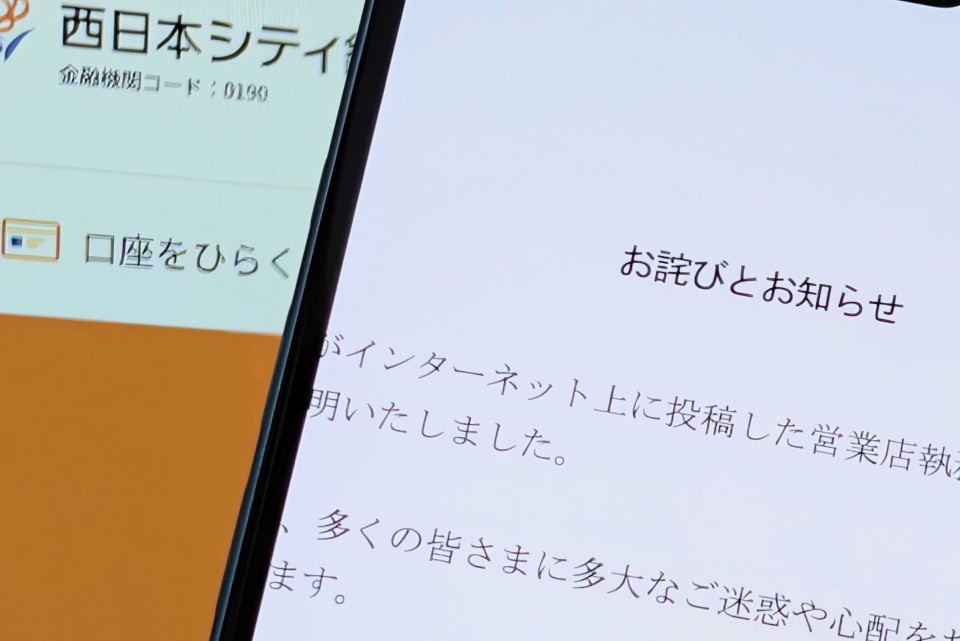 西日本シティ
金融機関コード：0190
口座をひらく
お詫びとお知らせ
がインターネット上に投稿した営業店執
明いたしました。
、多くの皆さまに多大なご迷惑や心配を
ます。